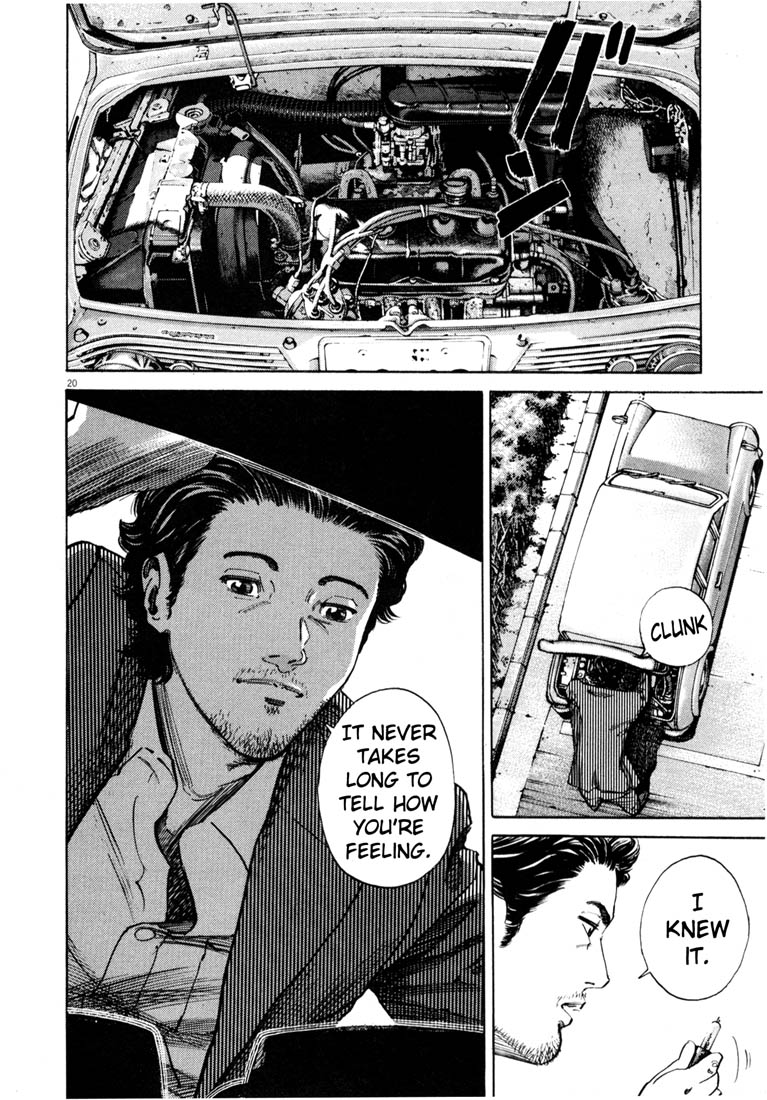 20
CLUNK
I
KNEW
IT.
IT NEVER
TAKES
LONG TO
TELL HOW
YOU'RE
FEELING.